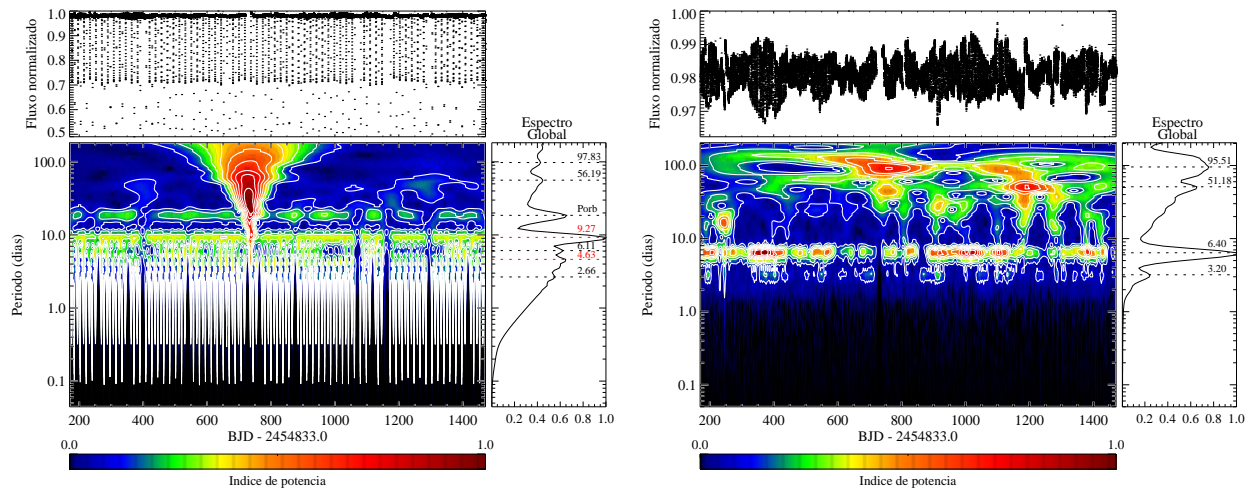 Fluxo normalizado
1.0
0.9
0.8
0.7
0.6
0.5
Espectro
Global
Periodo (dias)
100.0
10.0
1.0
0.1
97.83
56.19
Porb
9.27
6.11
4.63
2.66
200 400 600 800 1000 1200 1400
0.2 0.4 0.6 0.8 1.0
BJD - 2454833.0
0.0 1.0
Indice de potencia
Fluxo normalizado
1.00
0.99
0.98
0.97
Espectro
Global
Periodo (dias)
100.0
10.0
1.0
0.1
95.51
51.18
6.40
3.20
200 400 600 800 1000 1200 1400
0.2 0.4 0.6 0.8 1.0
BJD - 2454833.0
0.0 1.0
Indice de potencia